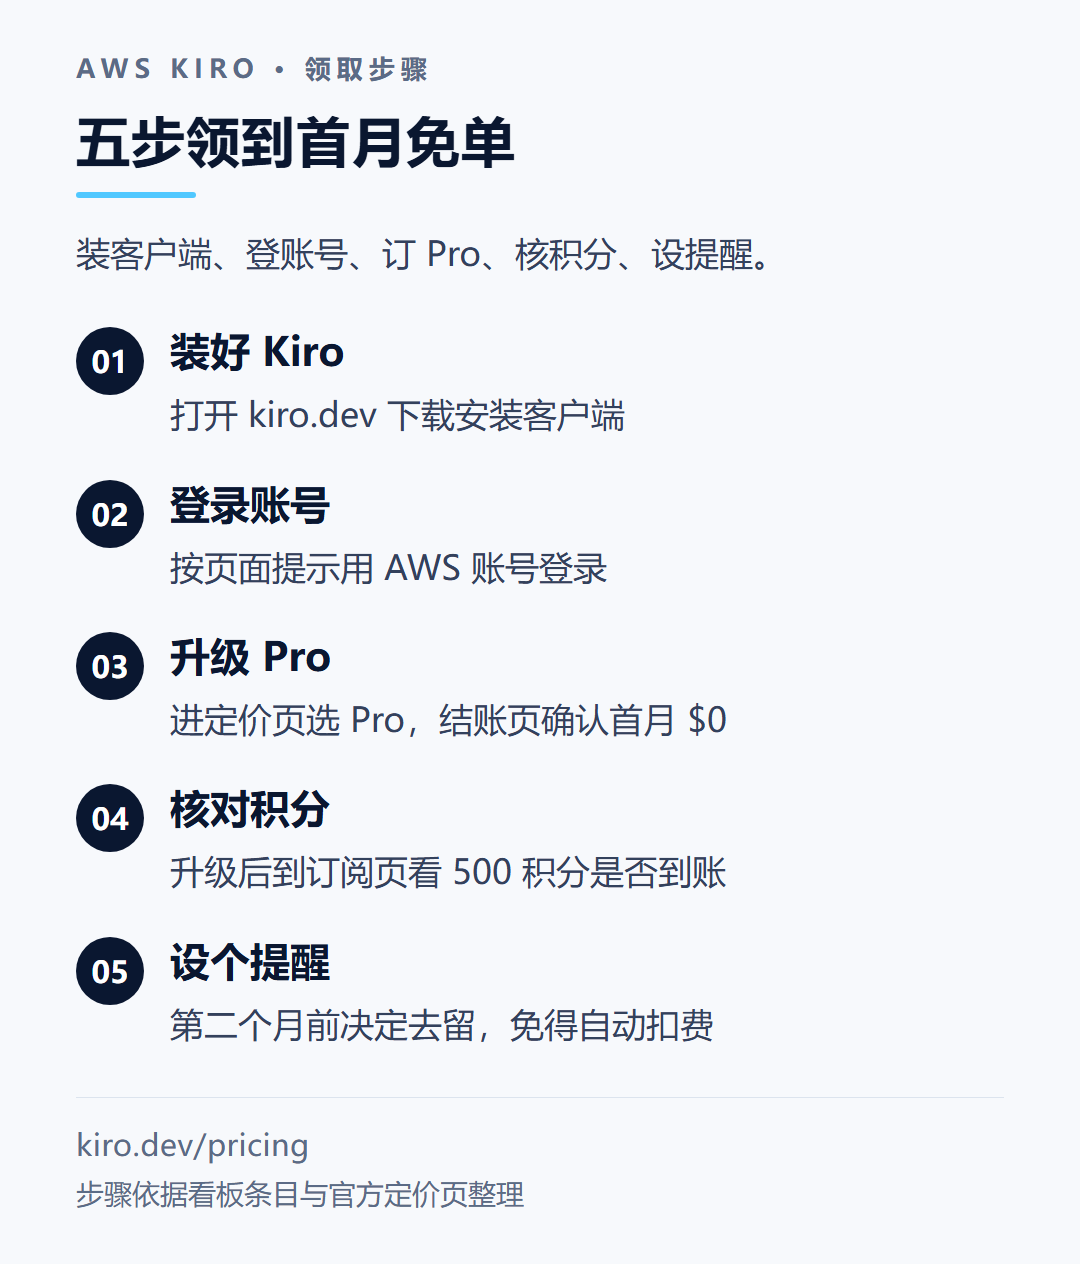 AWS KIRO • 领取步骤
五步领到首月免单
装客户端、登账号、订 Pro、核积分、设提醒。
01 装好 Kiro
打开 kiro.dev 下载安装客户端
02 登录账号
按页面提示用 AWS 账号登录
03 升级 Pro
进定价页选 Pro，结账页确认首月 $0
04 核对积分
升级后到订阅页看 500 积分是否到账
05 设个提醒
第二个月前决定去留，免得自动扣费
kiro.dev/pricing
步骤依据看板条目与官方定价页整理